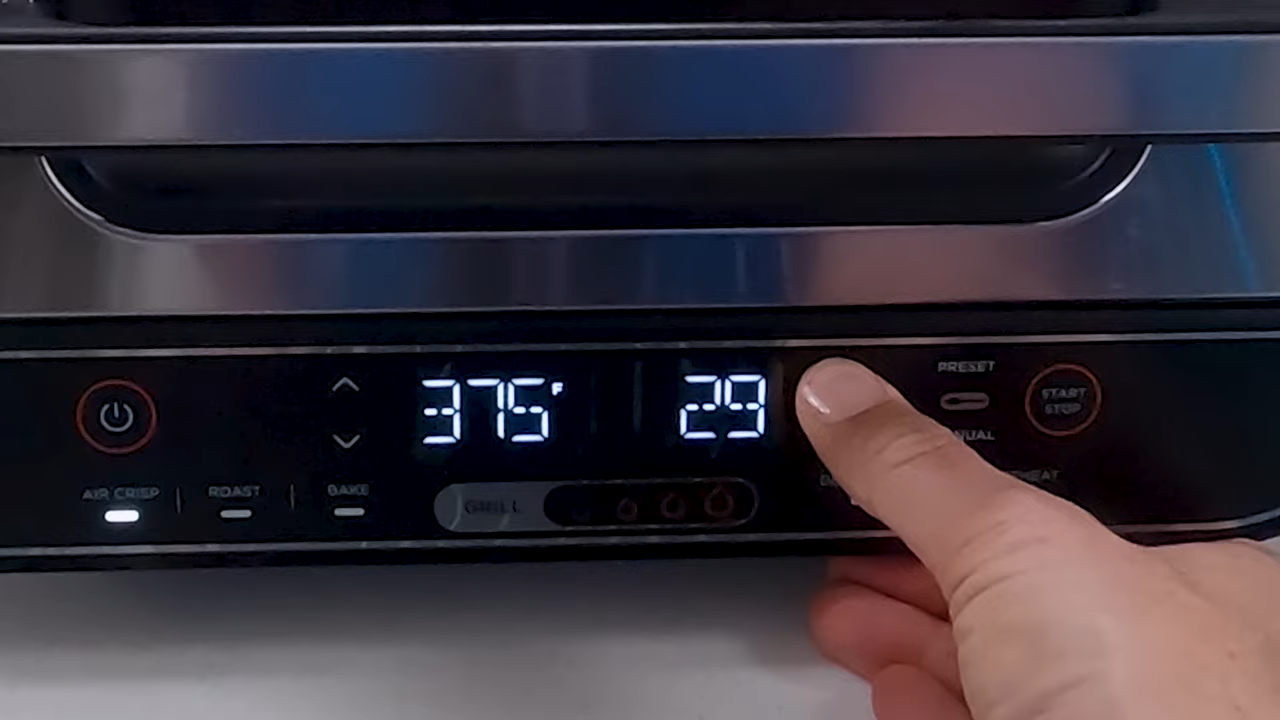 PRESET
375°F 29
START
STOP
AIR CRISP | ROAST | BAKE
GRILL